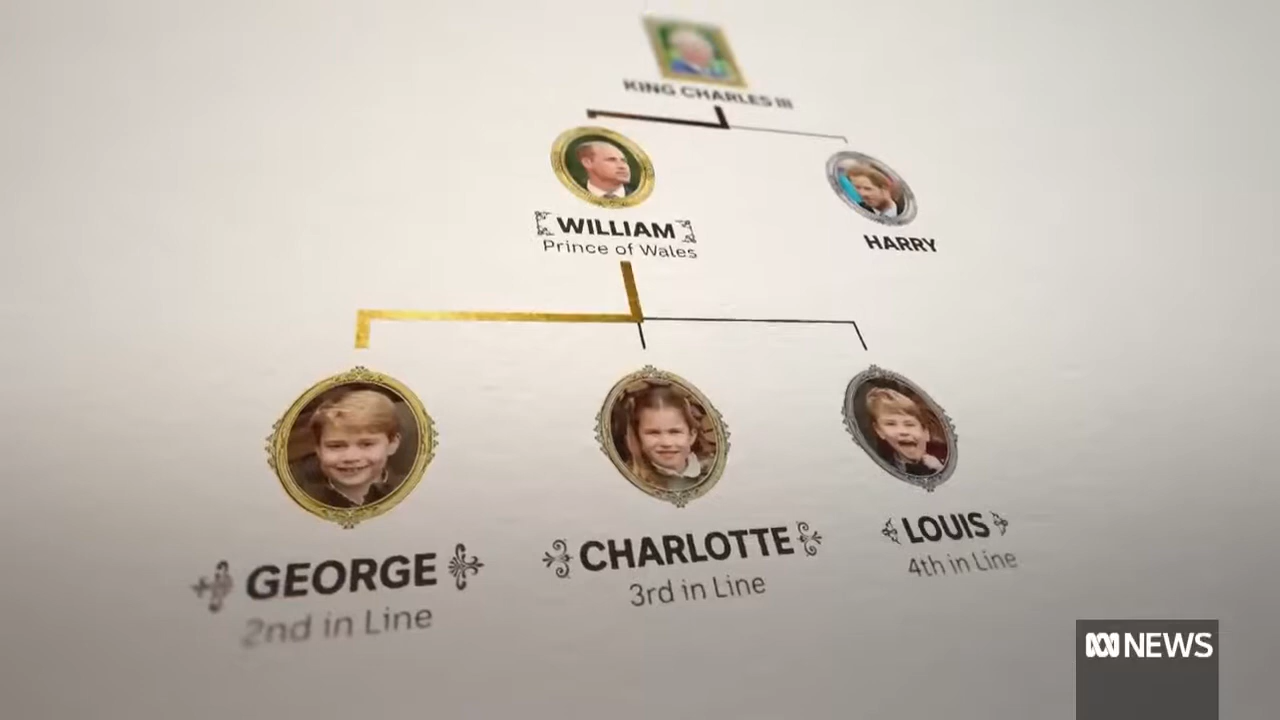 KING CHARLES III
WILLIAM
Prince of Wales
HARRY
GEORGE
2nd in Line
CHARLOTTE
3rd in Line
LOUIS
4th in Line
NEWS